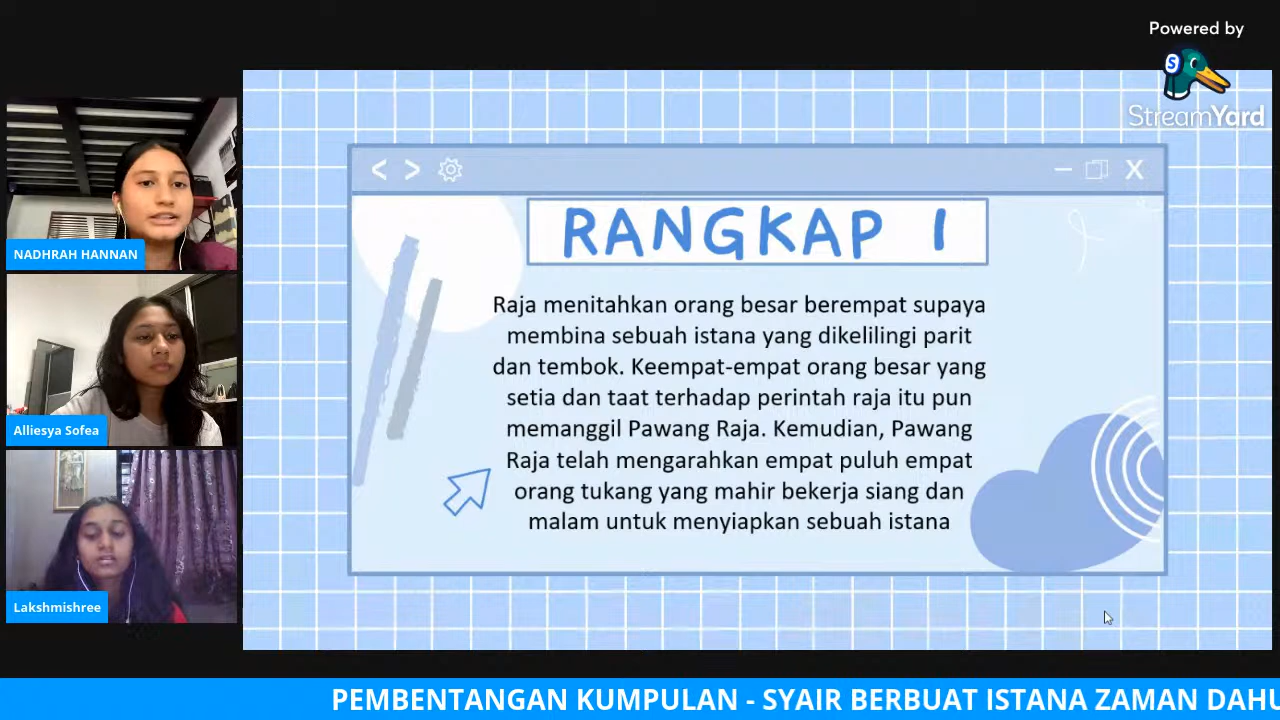 Powered by
StreamYard
NADHRAH HANNAN
Alliesya Sofea
Lakshmishree
RANGKAP 1
Raja menitahkan orang besar berempat supaya
membina sebuah istana yang dikelilingi parit
dan tembok. Keempat-empat orang besar yang
setia dan taat terhadap perintah raja itu pun
memanggil Pawang Raja. Kemudian, Pawang
Raja telah mengarahkan empat puluh empat
orang tukang yang mahir bekerja siang dan
malam untuk menyiapkan sebuah istana
PEMBENTANGAN KUMPULAN - SYAIR BERBUAT ISTANA ZAMAN DAHU